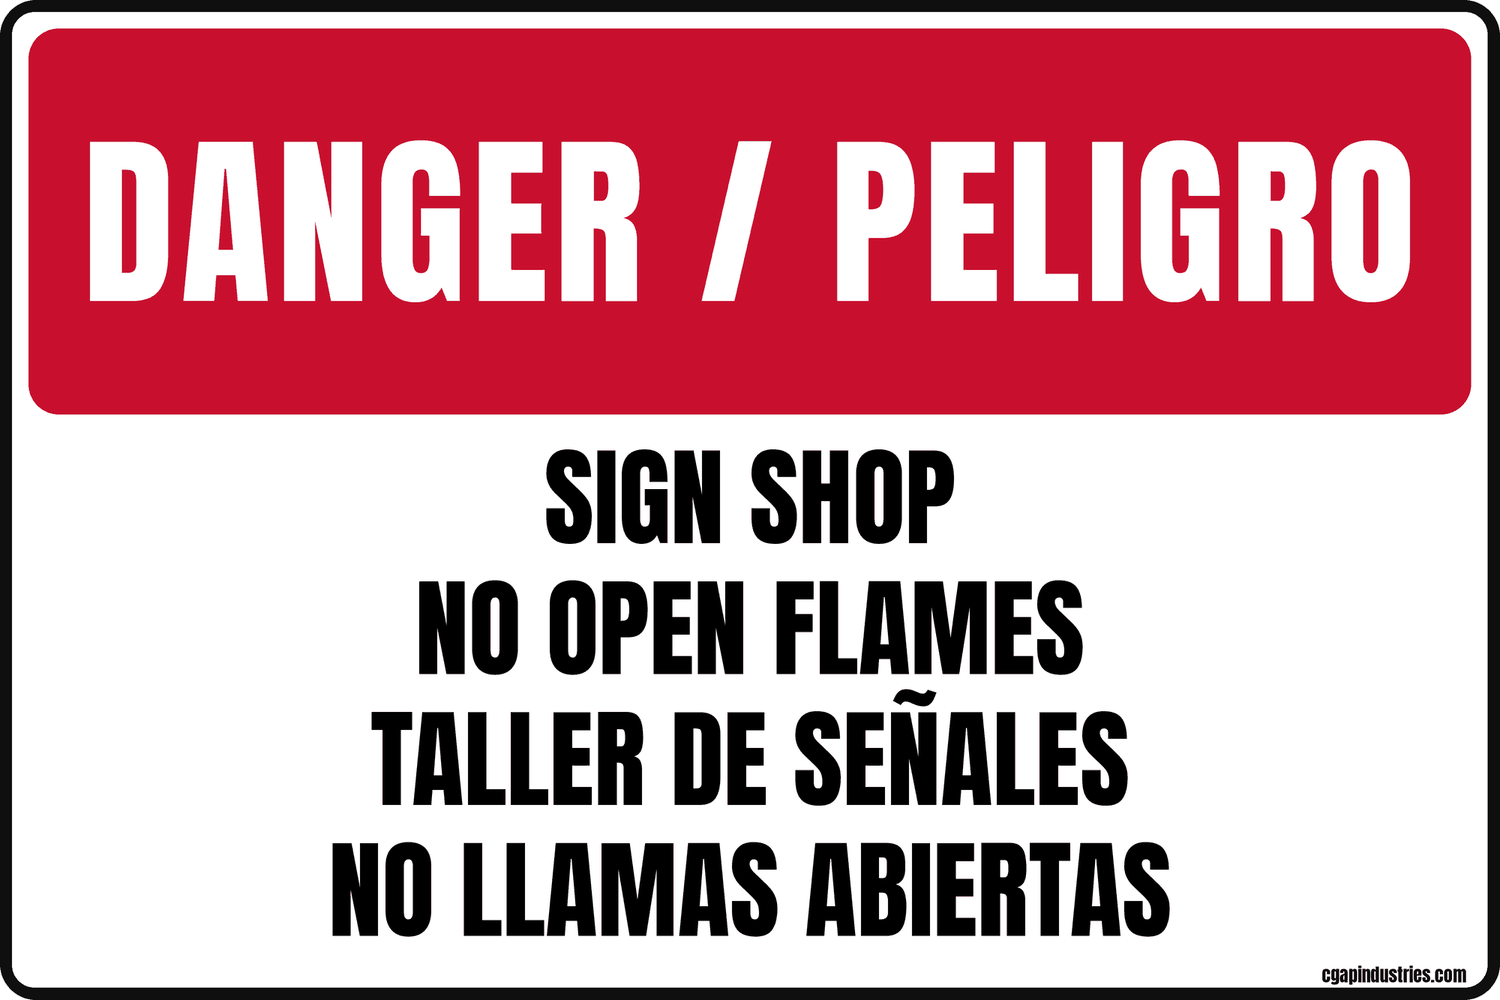 DANGER / PELIGRO
SIGN SHOP
NO OPEN FLAMES
TALLER DE SEÑALES
NO LLAMAS ABIERTAS
cgapindustries.com